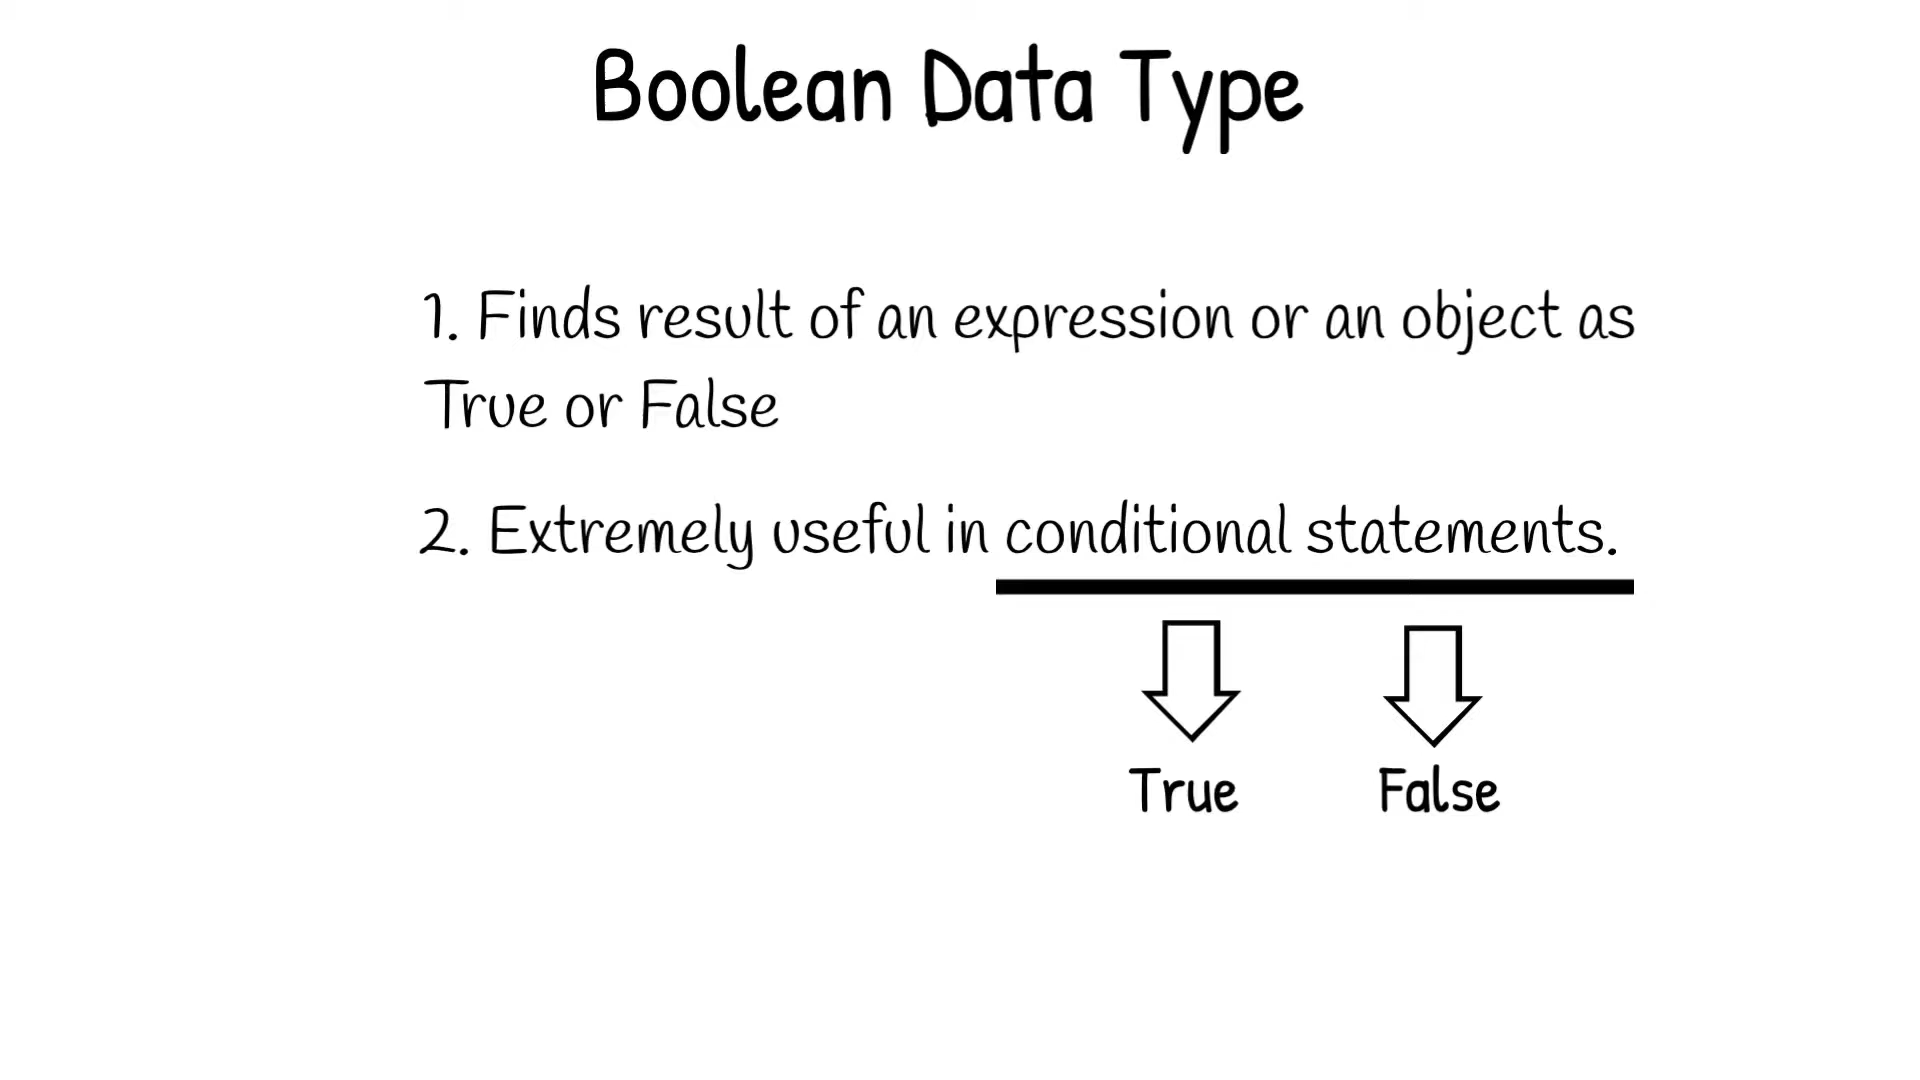 Boolean Data Type
1. Finds result of an expression or an object as
True or False
2. Extremely useful in conditional statements.
True False